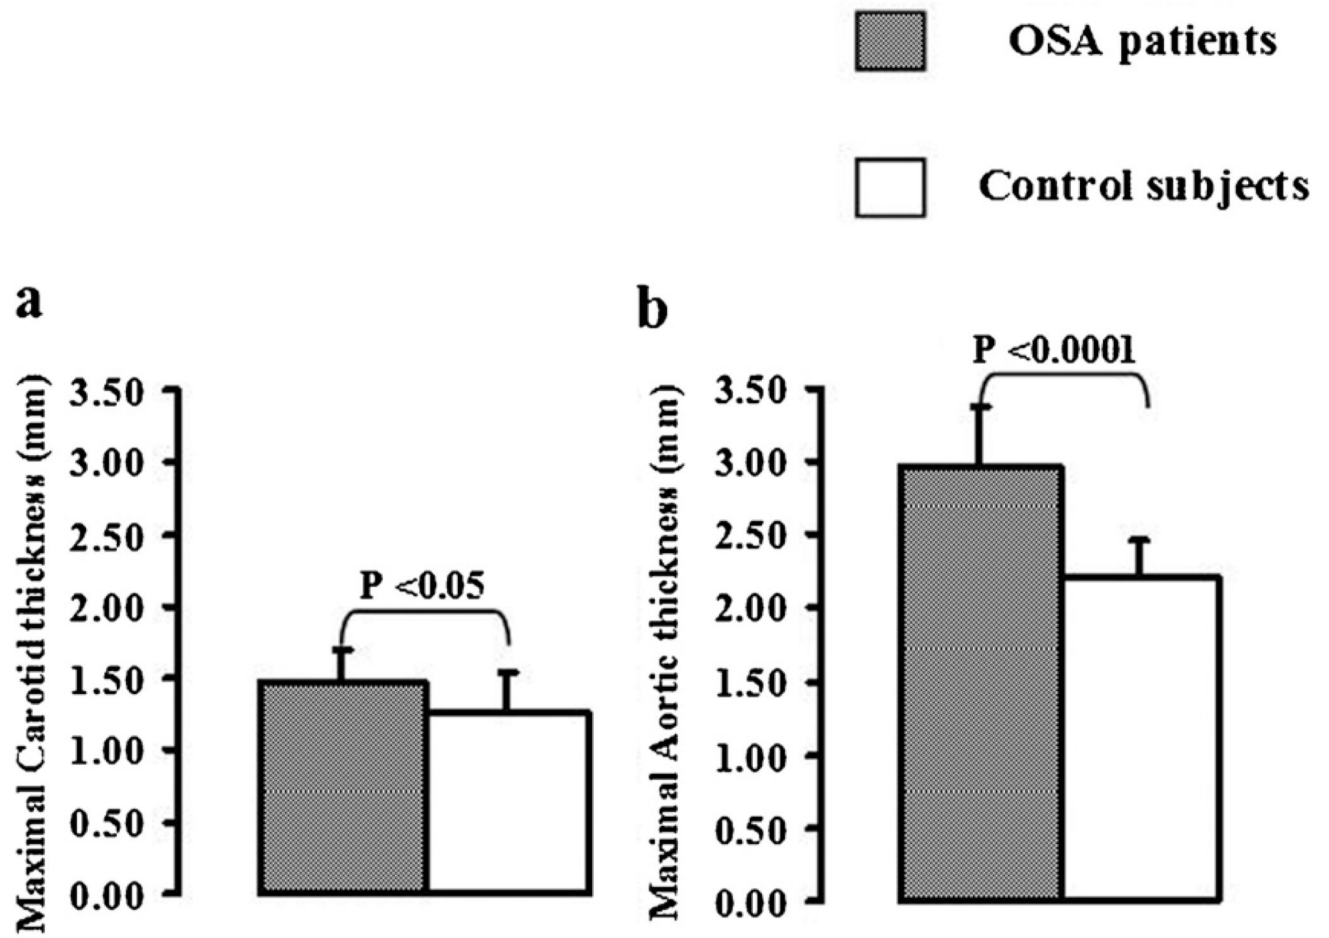 OSA patients
Control subjects
a
Maximal Carotid thickness (mm)
3.50
3.00
2.50
2.00
1.50
1.00
0.50
0.00
P <0.05
b
Maximal Aortic thickness (mm)
3.50
3.00
2.50
2.00
1.50
1.00
0.50
0.00
P <0.0001